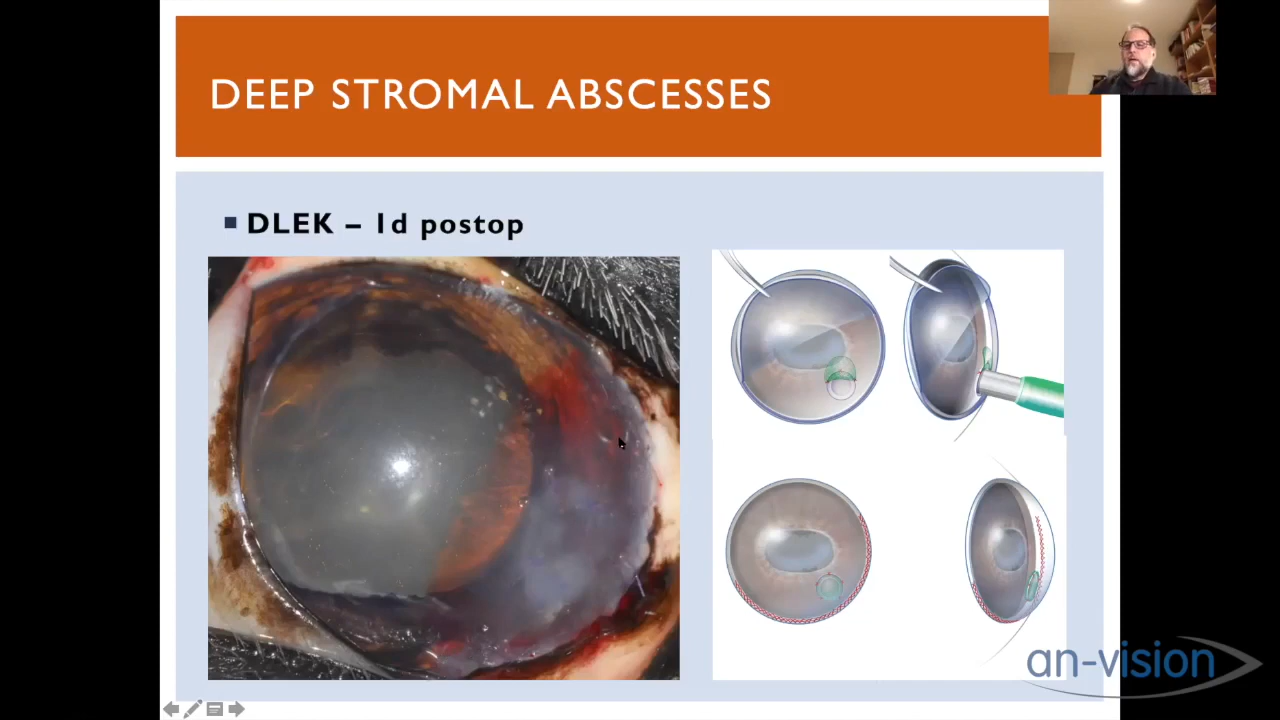 DEEP STROMAL ABSCESSES
DLEK – 1d postop
an-vision